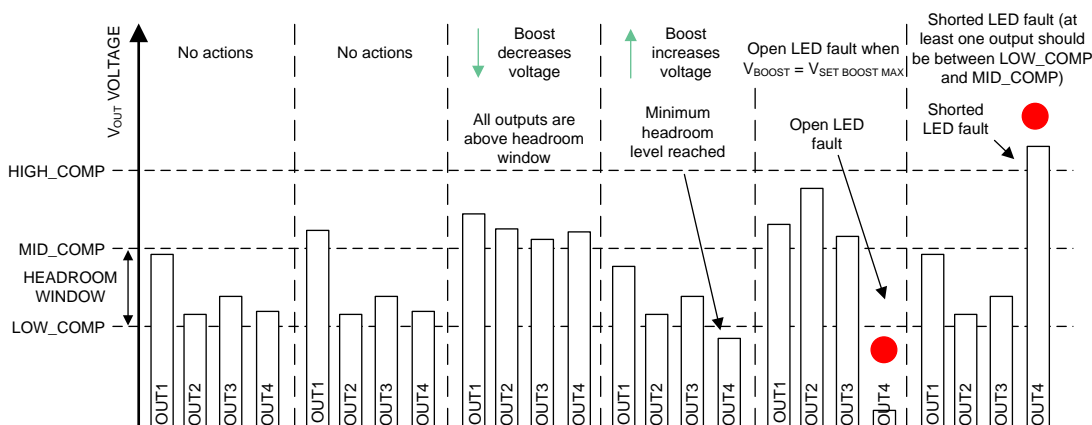 V_OUT VOLTAGE
HIGH_COMP
MID_COMP
HEADROOM
WINDOW
LOW_COMP
No actions
OUT1
OUT2
OUT3
OUT4
No actions
OUT1
OUT2
OUT3
OUT4
Boost
decreases
voltage
All outputs are
above headroom
window
OUT1
OUT2
OUT3
OUT4
Boost
increases
voltage
Minimum
headroom
level reached
OUT1
OUT2
OUT3
OUT4
Open LED fault when
V_BOOST = V_SET BOOST MAX
Open LED
fault
OUT1
OUT2
OUT3
OUT4
Shorted LED fault (at
least one output should
be between LOW_COMP
and MID_COMP)
Shorted
LED fault
OUT1
OUT2
OUT3
OUT4